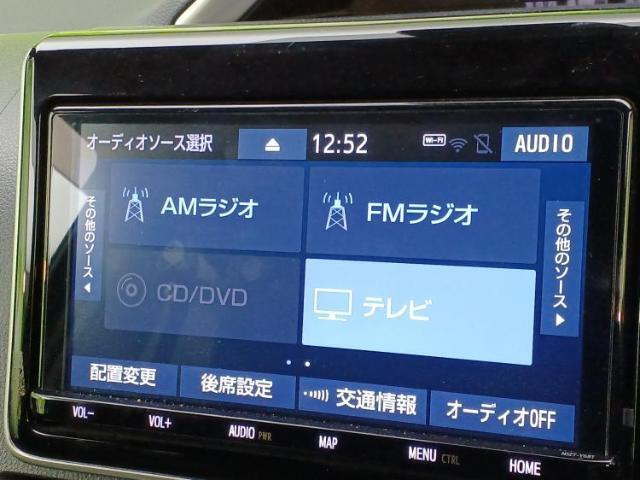 オーディオソース選択
12:52
Wi-Fi
AUDIO
その他のソース
AMラジオ
FMラジオ
その他のソース
CD/DVD
テレビ
配置変更
後席設定
交通情報
オーディオOFF
VOL-
VOL+
AUDIO PWR
MAP
MENU CTRL
HOME
NSZT-Y68T